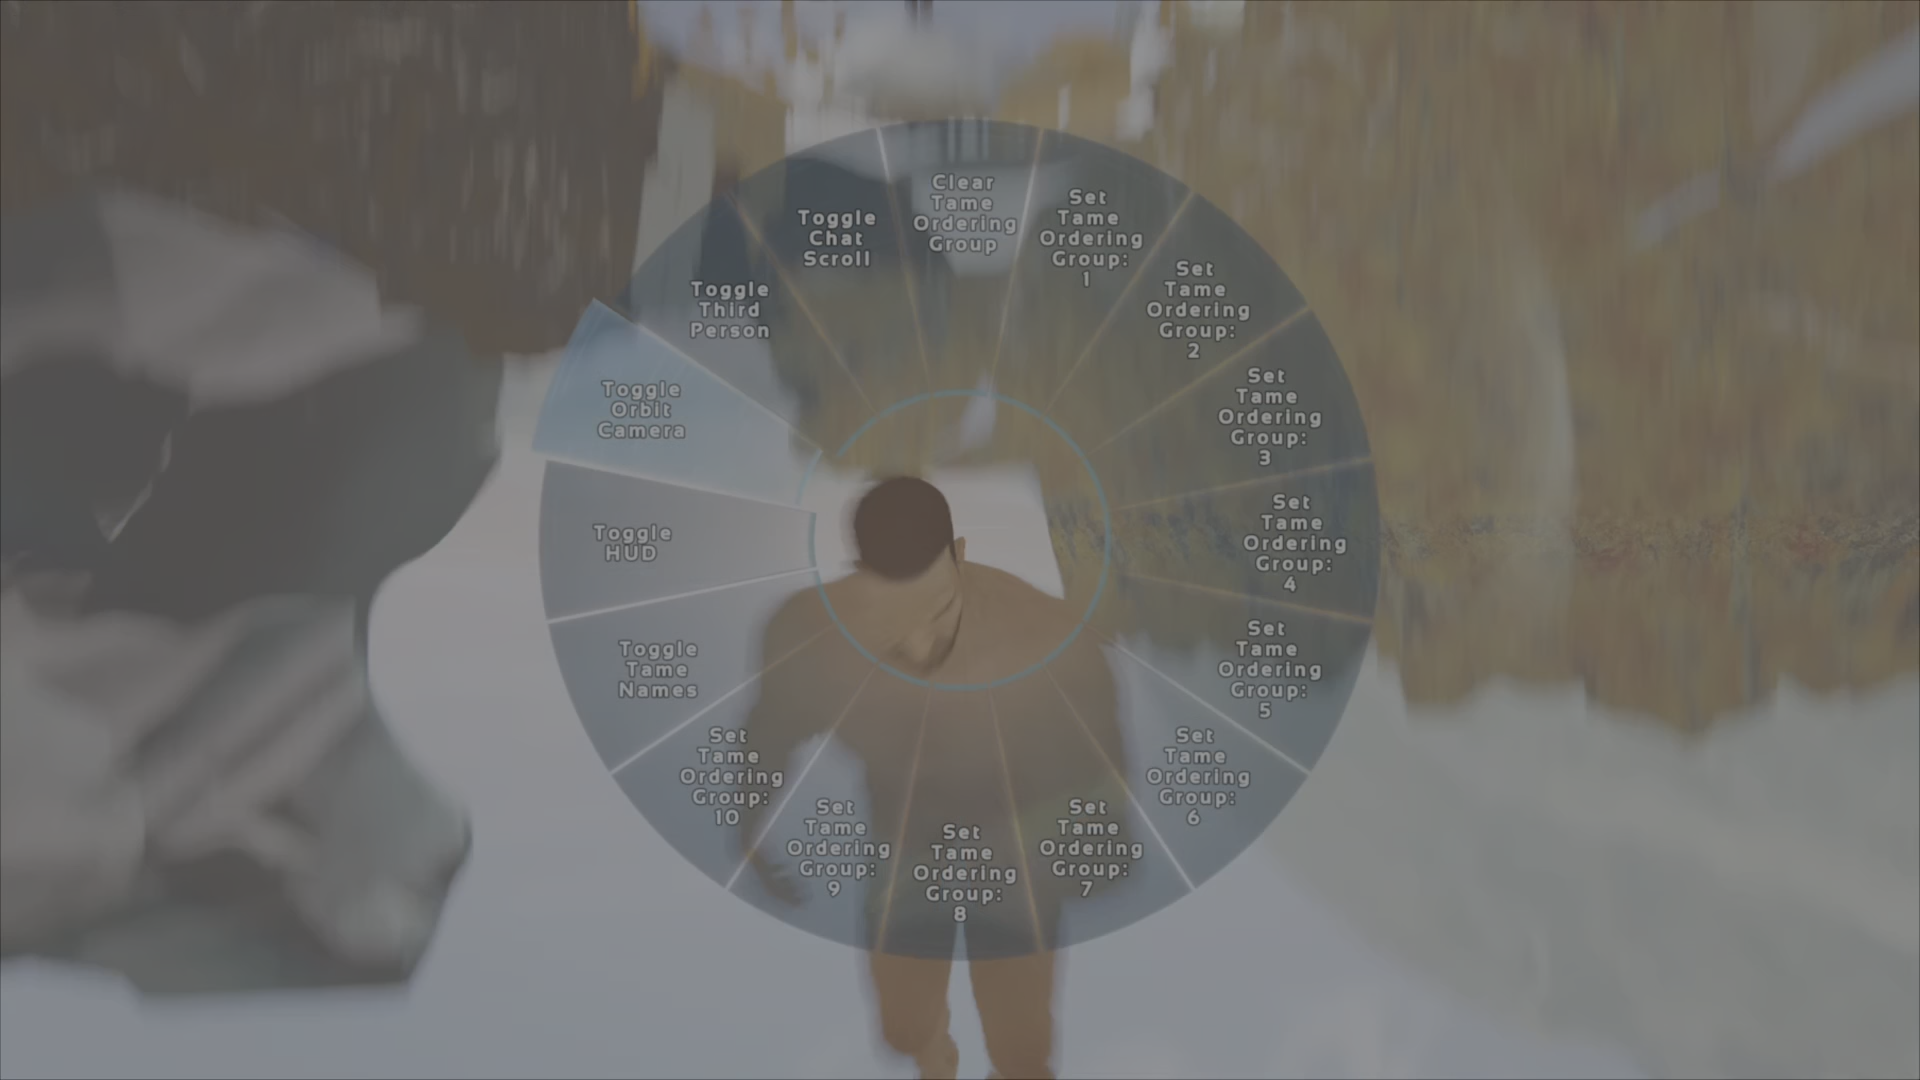 Clear
Tame
Ordering
Group
Set
Tame
Ordering
Group:
1
Set
Tame
Ordering
Group:
2
Set
Tame
Ordering
Group:
3
Set
Tame
Ordering
Group:
4
Set
Tame
Ordering
Group:
5
Set
Tame
Ordering
Group:
6
Set
Tame
Ordering
Group:
7
Set
Tame
Ordering
Group:
8
Set
Tame
Ordering
Group:
9
Set
Tame
Ordering
Group:
10
Toggle
Tame
Names
Toggle
HUD
Toggle
Orbit
Camera
Toggle
Third
Person
Toggle
Chat
Scroll